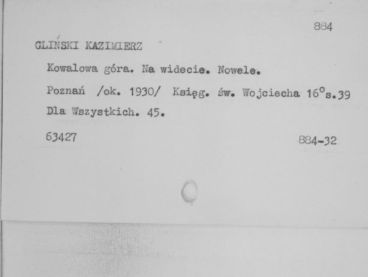 884
GLIŃSKI KAZIMIERZ
Kowalowa góra. Na widecie. Nowele.
Poznań /ok. 1930/ Księg. św. Wojciecha 16°s.39
Dla Wszystkich. 45.
63427
884-32